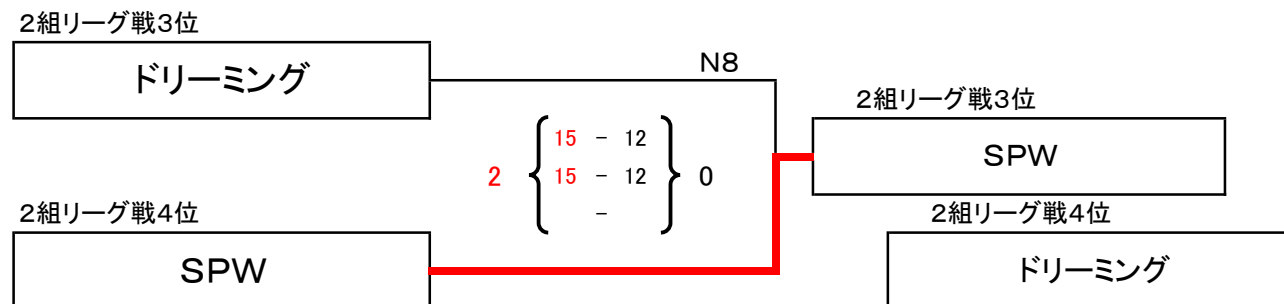 2組リーグ戦3位
ドリーミング
N8
2組リーグ戦3位
SPW
15 - 12
2 { 15 - 12 } 0
-
2組リーグ戦4位
SPW
2組リーグ戦4位
ドリーミング